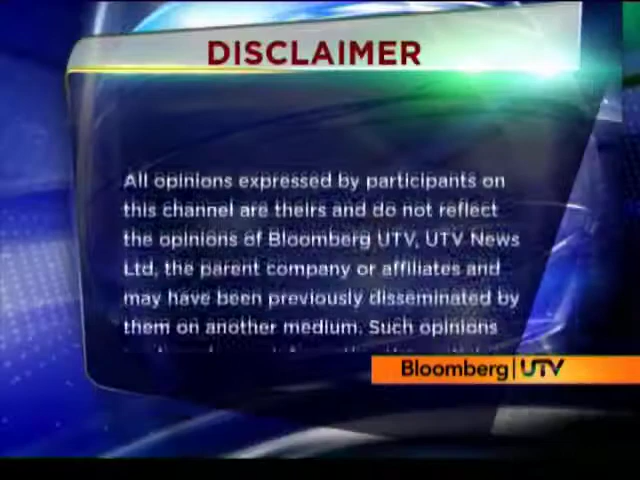 DISCLAIMER
All opinions expressed by participants on
this channel are theirs and do not reflect
the opinions of Bloomberg UTV, UTV News
Ltd, the parent company or affiliates and
may have been previously disseminated by
them on another medium. Such opinions
Bloomberg | UTV